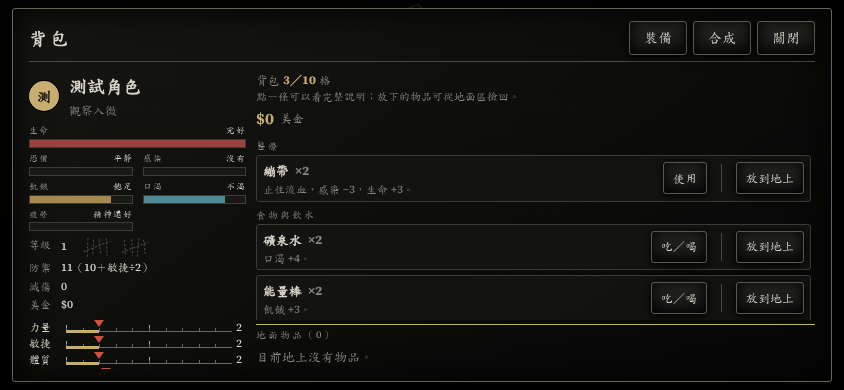 背包
裝備
合成
關閉
測
測試角色
觀察入微
生命 完好
恐懼 平靜
感染 沒有
飢餓 飽足
口渴 不渴
疲勞 精神還好
等級 1
防禦 11（10＋敏捷÷2）
減傷 0
美金 $0
力量 2
敏捷 2
體質 2
背包 3/10 格
點一條可以看完整說明；放下的物品可從地面區撿回。
$0 美金
醫療
繃帶 ×2
止住流血，感染 −3，生命 +3。
使用
放到地上
食物與飲水
礦泉水 ×2
口渴 +4。
吃／喝
放到地上
能量棒 ×2
飢餓 +3。
吃／喝
放到地上
地面物品（0）
目前地上沒有物品。